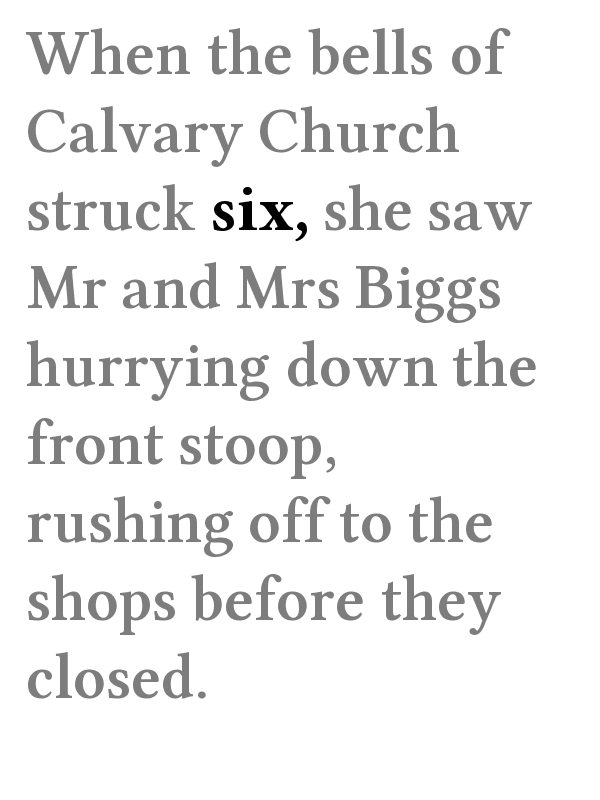 When the bells of
Calvary Church
struck six, she saw
Mr and Mrs Biggs
hurrying down the
front stoop,
rushing off to the
shops before they
closed.